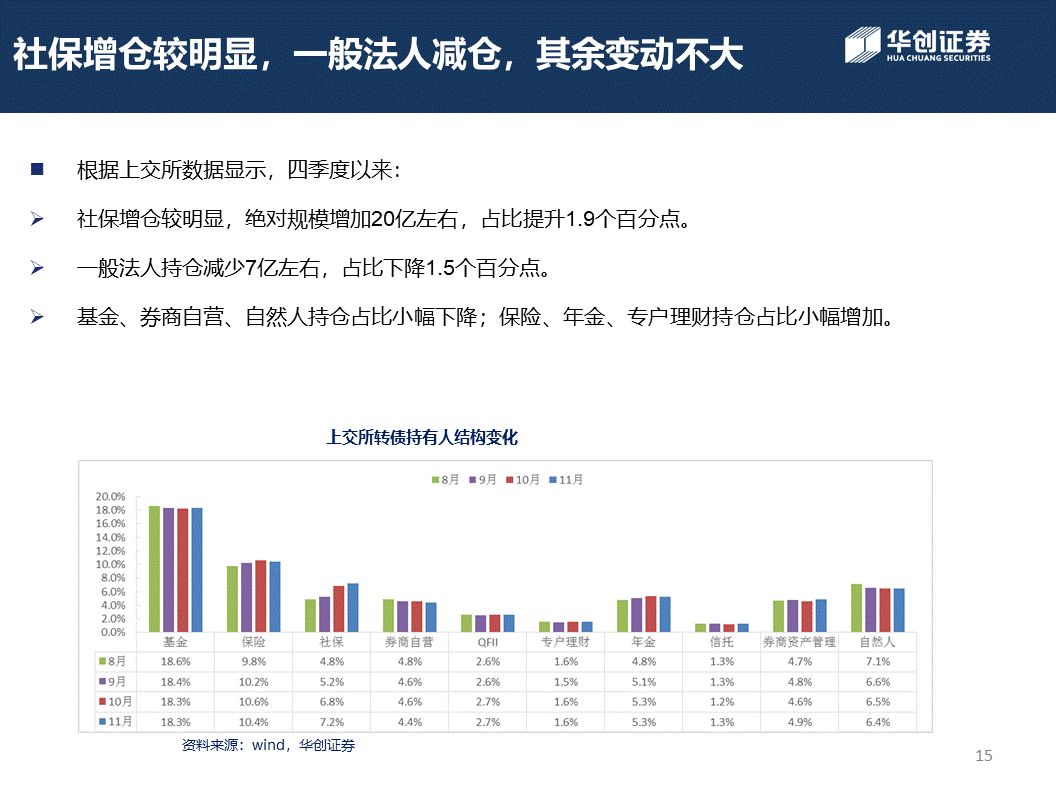 社保增仓较明显，一般法人减仓，其余变动不大
华创证券
HUA CHUANG SECURITIES
根据上交所数据显示，四季度以来：
社保增仓较明显，绝对规模增加20亿左右，占比提升1.9个百分点。
一般法人持仓减少7亿左右，占比下降1.5个百分点。
基金、券商自营、自然人持仓占比小幅下降；保险、年金、专户理财持仓占比小幅增加。
上交所转债持有人结构变化
8月 9月 10月 11月
20.0%
18.0%
16.0%
14.0%
12.0%
10.0%
8.0%
6.0%
4.0%
2.0%
0.0%
基金 保险 社保 券商自营 QFII 专户理财 年金 信托 券商资产管理 自然人
8月 18.6% 9.8% 4.8% 4.8% 2.6% 1.6% 4.8% 1.3% 4.7% 7.1%
9月 18.4% 10.2% 5.2% 4.6% 2.6% 1.5% 5.1% 1.3% 4.8% 6.6%
10月 18.3% 10.6% 6.8% 4.6% 2.7% 1.6% 5.3% 1.2% 4.6% 6.5%
11月 18.3% 10.4% 7.2% 4.4% 2.7% 1.6% 5.3% 1.3% 4.9% 6.4%
资料来源：wind，华创证券
15